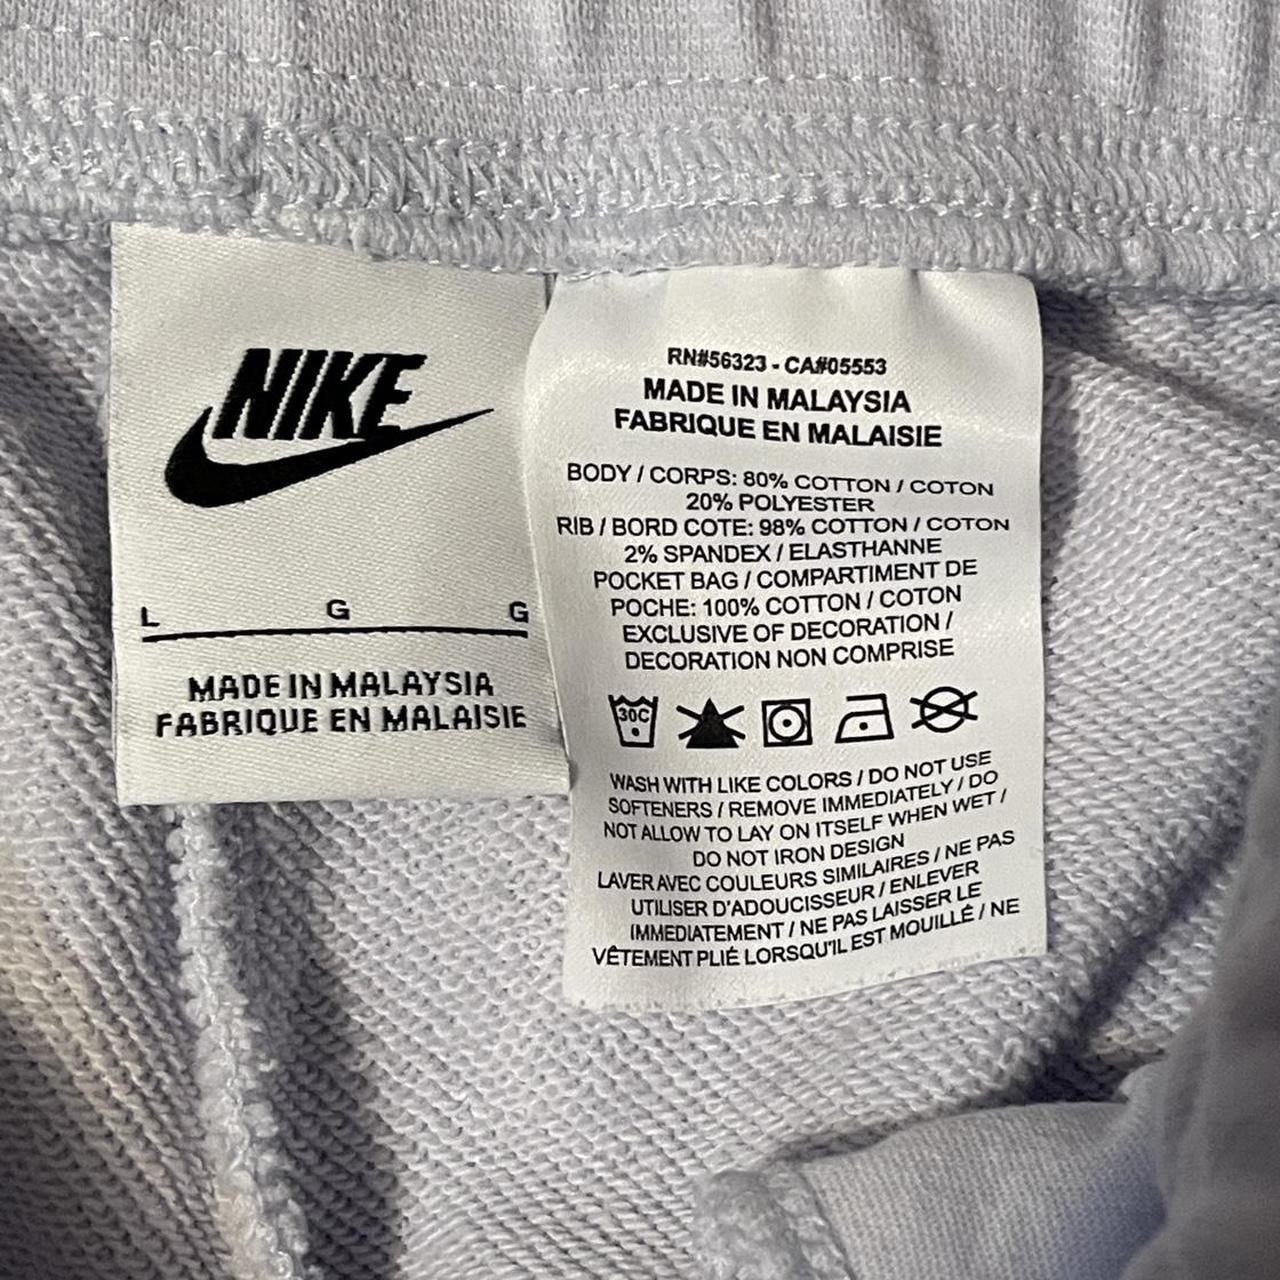 NIKE
L G G
MADE IN MALAYSIA
FABRIQUE EN MALAISIE
RN#56323 - CA#05553
MADE IN MALAYSIA
FABRIQUE EN MALAISIE
BODY / CORPS: 80% COTTON / COTON
20% POLYESTER
RIB / BORD COTE: 98% COTTON / COTON
2% SPANDEX / ELASTHANNE
POCKET BAG / COMPARTIMENT DE
POCHE: 100% COTTON / COTON
EXCLUSIVE OF DECORATION /
DECORATION NON COMPRISE
30C
WASH WITH LIKE COLORS / DO NOT USE
SOFTENERS / REMOVE IMMEDIATELY / DO
NOT ALLOW TO LAY ON ITSELF WHEN WET /
DO NOT IRON DESIGN
LAVER AVEC COULEURS SIMILAIRES / NE PAS
UTILISER D'ADOUCISSEUR / ENLEVER
IMMEDIATEMENT / NE PAS LAISSER LE
VÊTEMENT PLIÉ LORSQU'IL EST MOUILLÉ / NE